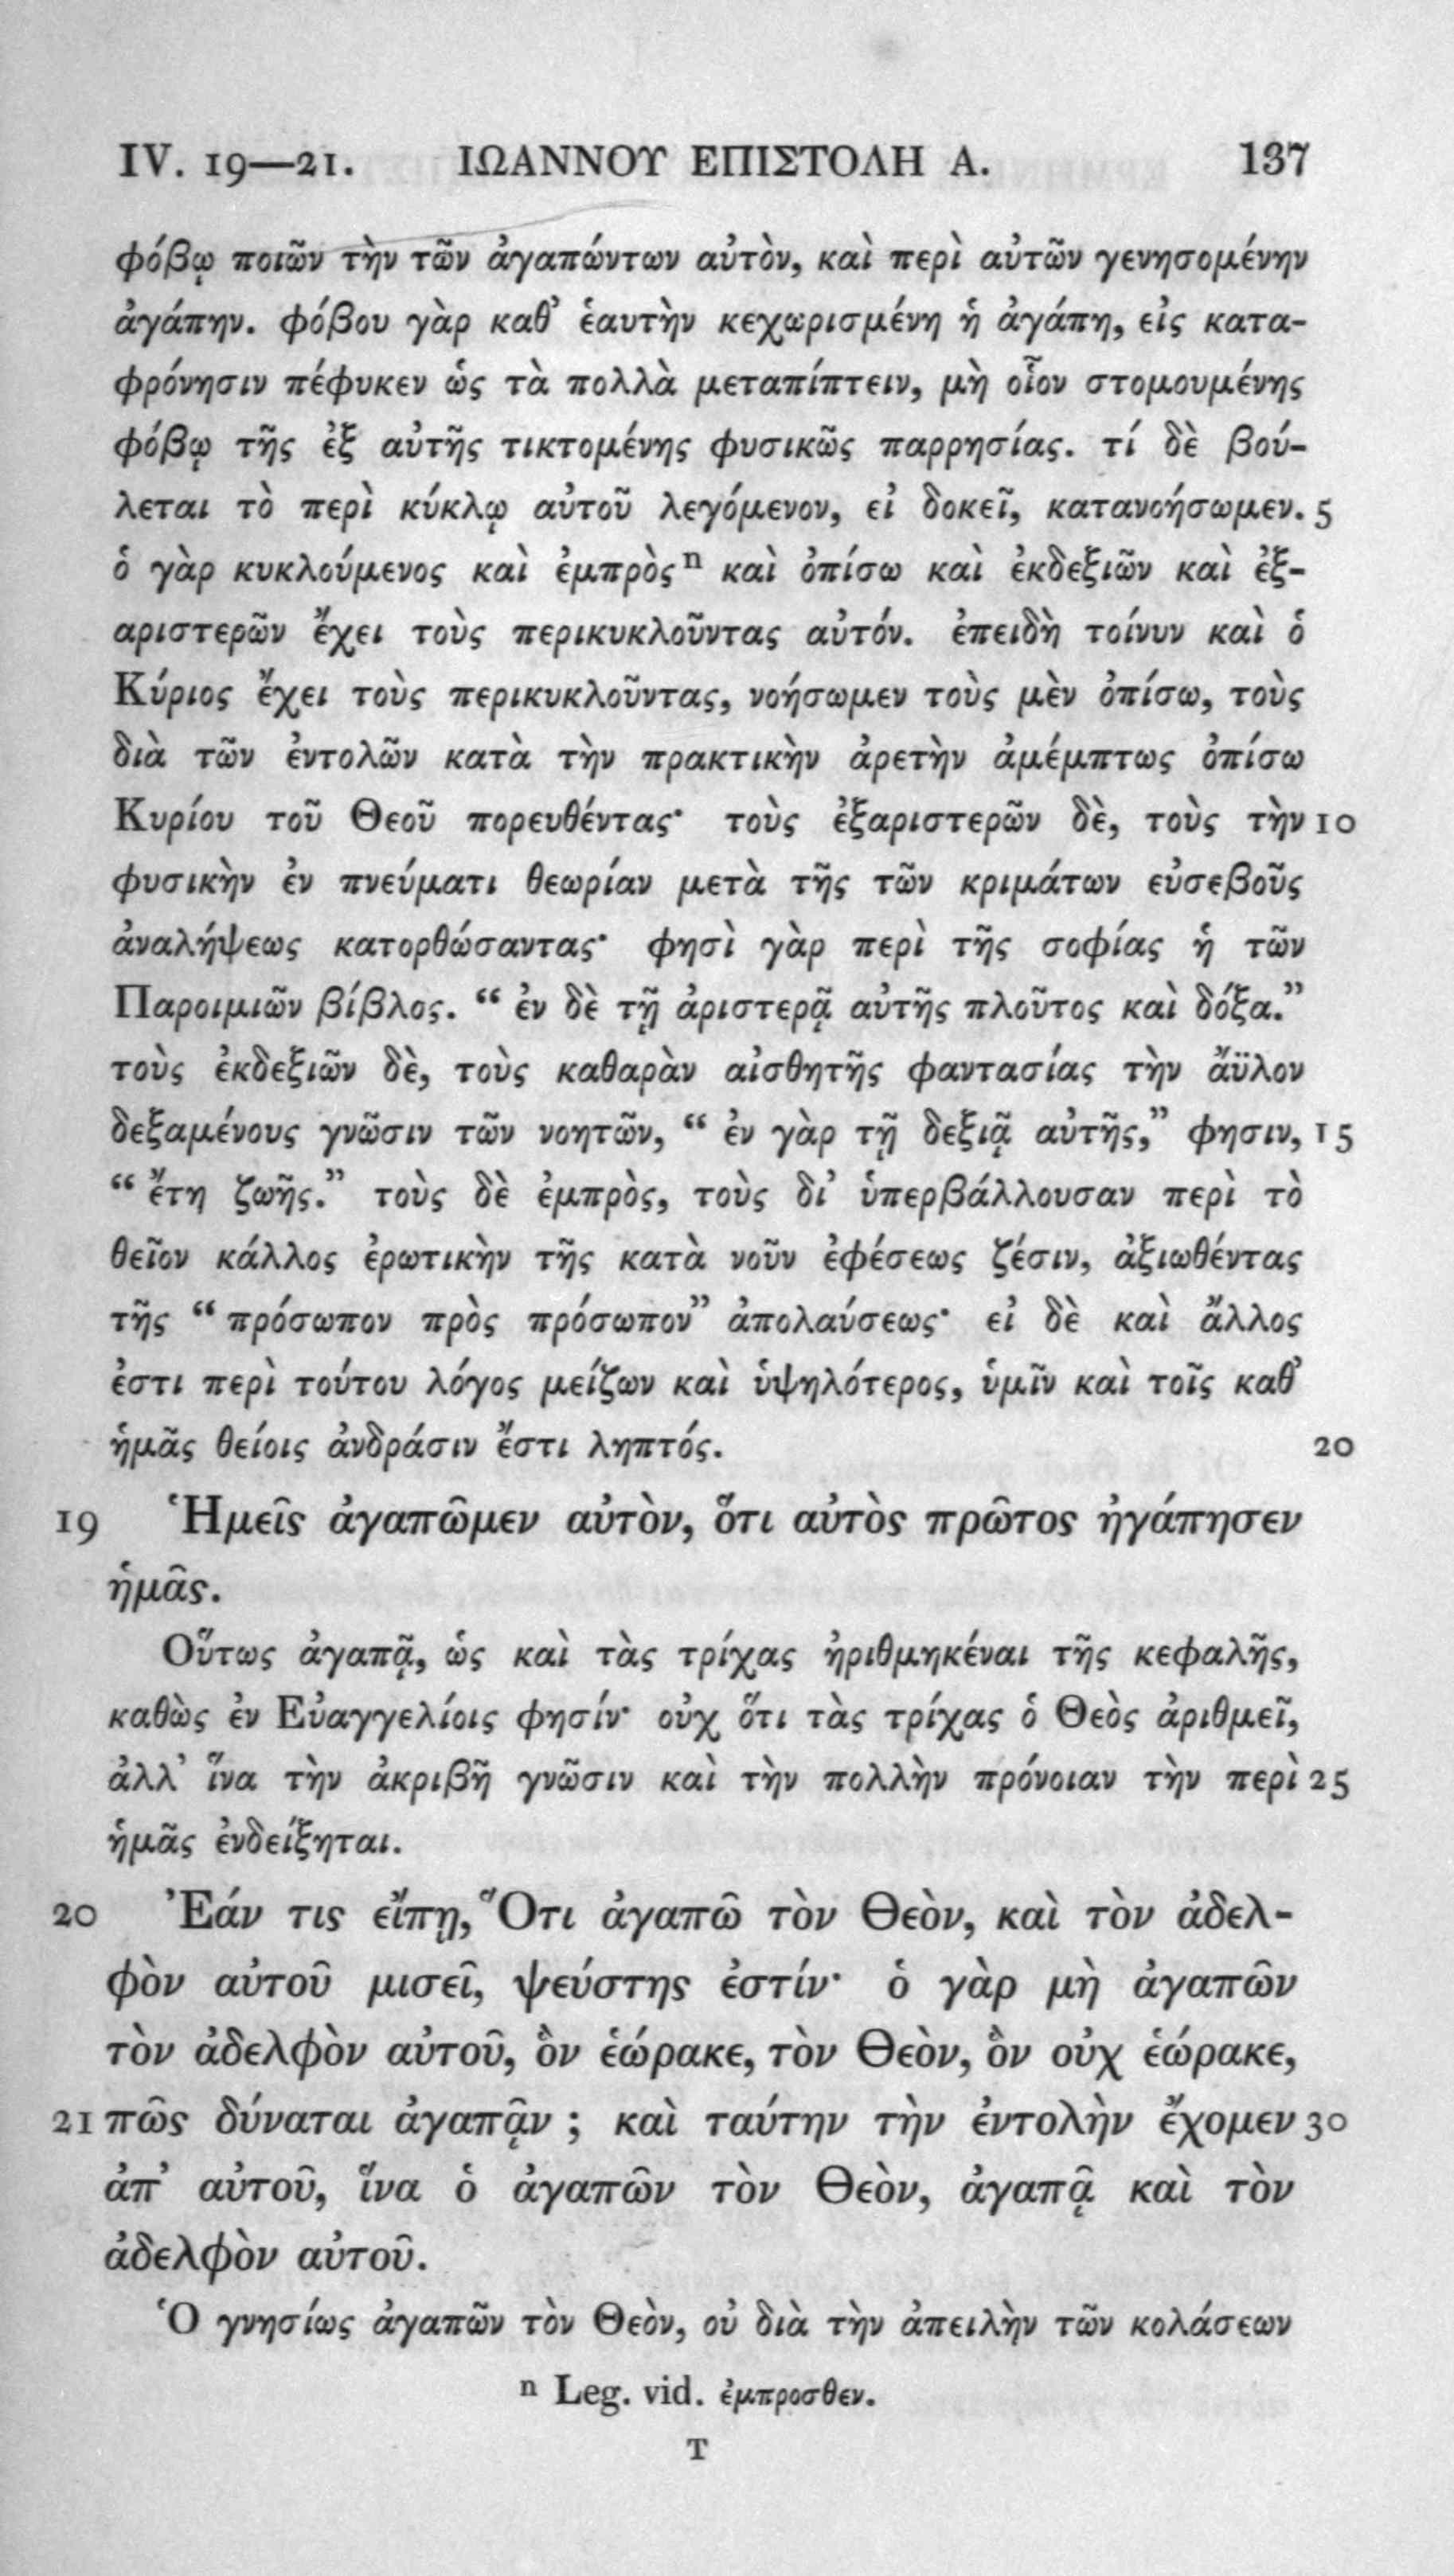 IV. 19—21. ΙΩΑΝΝΟΥ ΕΠΙΣΤΟΛΗ Α. 137
φόβῳ ποιῶν τὴν τῶν ἀγαπώντων αὐτὸν, καὶ περὶ αὐτῶν γενησομένην
ἀγάπην. φόβου γὰρ καθ’ ἑαυτὴν κεχωρισμένη ἡ ἀγάπη, εἰς κατα-
φρόνησιν πέφυκεν ὡς τὰ πολλὰ μεταπίπτειν, μὴ οἷον στομουμένης
φόβῳ τῆς ἐξ αὐτῆς τικτομένης φυσικῶς παρρησίας. τί δὲ βού-
λεται τὸ περὶ κύκλῳ αὐτοῦ λεγόμενον, εἰ δοκεῖ, κατανοήσωμεν. 5
ὁ γὰρ κυκλούμενος καὶ ἐμπρὸς ⁿ καὶ ὀπίσω καὶ ἐκδεξιῶν καὶ ἐξ-
αριστερῶν ἔχει τοὺς περικυκλοῦντας αὐτόν. ἐπειδὴ τοίνυν καὶ ὁ
Κύριος ἔχει τοὺς περικυκλοῦντας, νοήσωμεν τοὺς μὲν ὀπίσω, τοὺς
διὰ τῶν ἐντολῶν κατὰ τὴν πρακτικὴν ἀρετὴν ἀμέμπτως ὀπίσω
Κυρίου τοῦ Θεοῦ πορευθέντας· τοὺς ἐξαριστερῶν δὲ, τοὺς τὴν 10
φυσικὴν ἐν πνεύματι θεωρίαν μετὰ τῆς τῶν κριμάτων εὐσεβοῦς
ἀναλήψεως κατορθώσαντας· φησὶ γὰρ περὶ τῆς σοφίας ἡ τῶν
Παροιμιῶν βίβλος. “ ἐν δὲ τῇ ἀριστερᾷ αὐτῆς πλοῦτος καὶ δόξα.”
τοὺς ἐκδεξιῶν δὲ, τοὺς καθαρὰν αἰσθητῆς φαντασίας τὴν ἄϋλον
δεξαμένους γνῶσιν τῶν νοητῶν, “ ἐν γὰρ τῇ δεξιᾷ αὐτῆς,” φησιν, 15
“ ἔτη ζωῆς.” τοὺς δὲ ἐμπρὸς, τοὺς δι’ ὑπερβάλλουσαν περὶ τὸ
θεῖον κάλλος ἐρωτικὴν τῆς κατὰ νοῦν ἐφέσεως ζέσιν, ἀξιωθέντας
τῆς “ πρόσωπον πρὸς πρόσωπον” ἀπολαύσεως· εἰ δὲ καὶ ἄλλος
ἐστι περὶ τούτου λόγος μείζων καὶ ὑψηλότερος, ὑμῖν καὶ τοῖς καθ’
ἡμᾶς θείοις ἀνδράσιν ἔστι ληπτός. 20
19 Ἡμεῖς ἀγαπῶμεν αὐτὸν, ὅτι αὐτὸς πρῶτος ἠγάπησεν
ἡμᾶς.
Οὕτως ἀγαπᾷ, ὡς καὶ τὰς τρίχας ἠριθμηκέναι τῆς κεφαλῆς,
καθὼς ἐν Εὐαγγελίοις φησίν· οὐχ ὅτι τὰς τρίχας ὁ Θεὸς ἀριθμεῖ,
ἀλλ’ ἵνα τὴν ἀκριβῆ γνῶσιν καὶ τὴν πολλὴν πρόνοιαν τὴν περὶ 25
ἡμᾶς ἐνδείξηται.
20 Ἐάν τις εἴπῃ, Ὅτι ἀγαπῶ τὸν Θεὸν, καὶ τὸν ἀδελ-
φὸν αὐτοῦ μισεῖ, ψεύστης ἐστίν· ὁ γὰρ μὴ ἀγαπῶν
τὸν ἀδελφὸν αὐτοῦ, ὃν ἑώρακε, τὸν Θεὸν, ὃν οὐχ ἑώρακε,
21 πῶς δύναται ἀγαπᾷν ; καὶ ταύτην τὴν ἐντολὴν ἔχομεν 30
ἀπ’ αὐτοῦ, ἵνα ὁ ἀγαπῶν τὸν Θεὸν, ἀγαπᾷ καὶ τὸν
ἀδελφὸν αὐτοῦ.
Ὁ γνησίως ἀγαπῶν τὸν Θεὸν, οὐ διὰ τὴν ἀπειλὴν τῶν κολάσεων
ⁿ Leg. vid. ἐμπροσθεν.
T